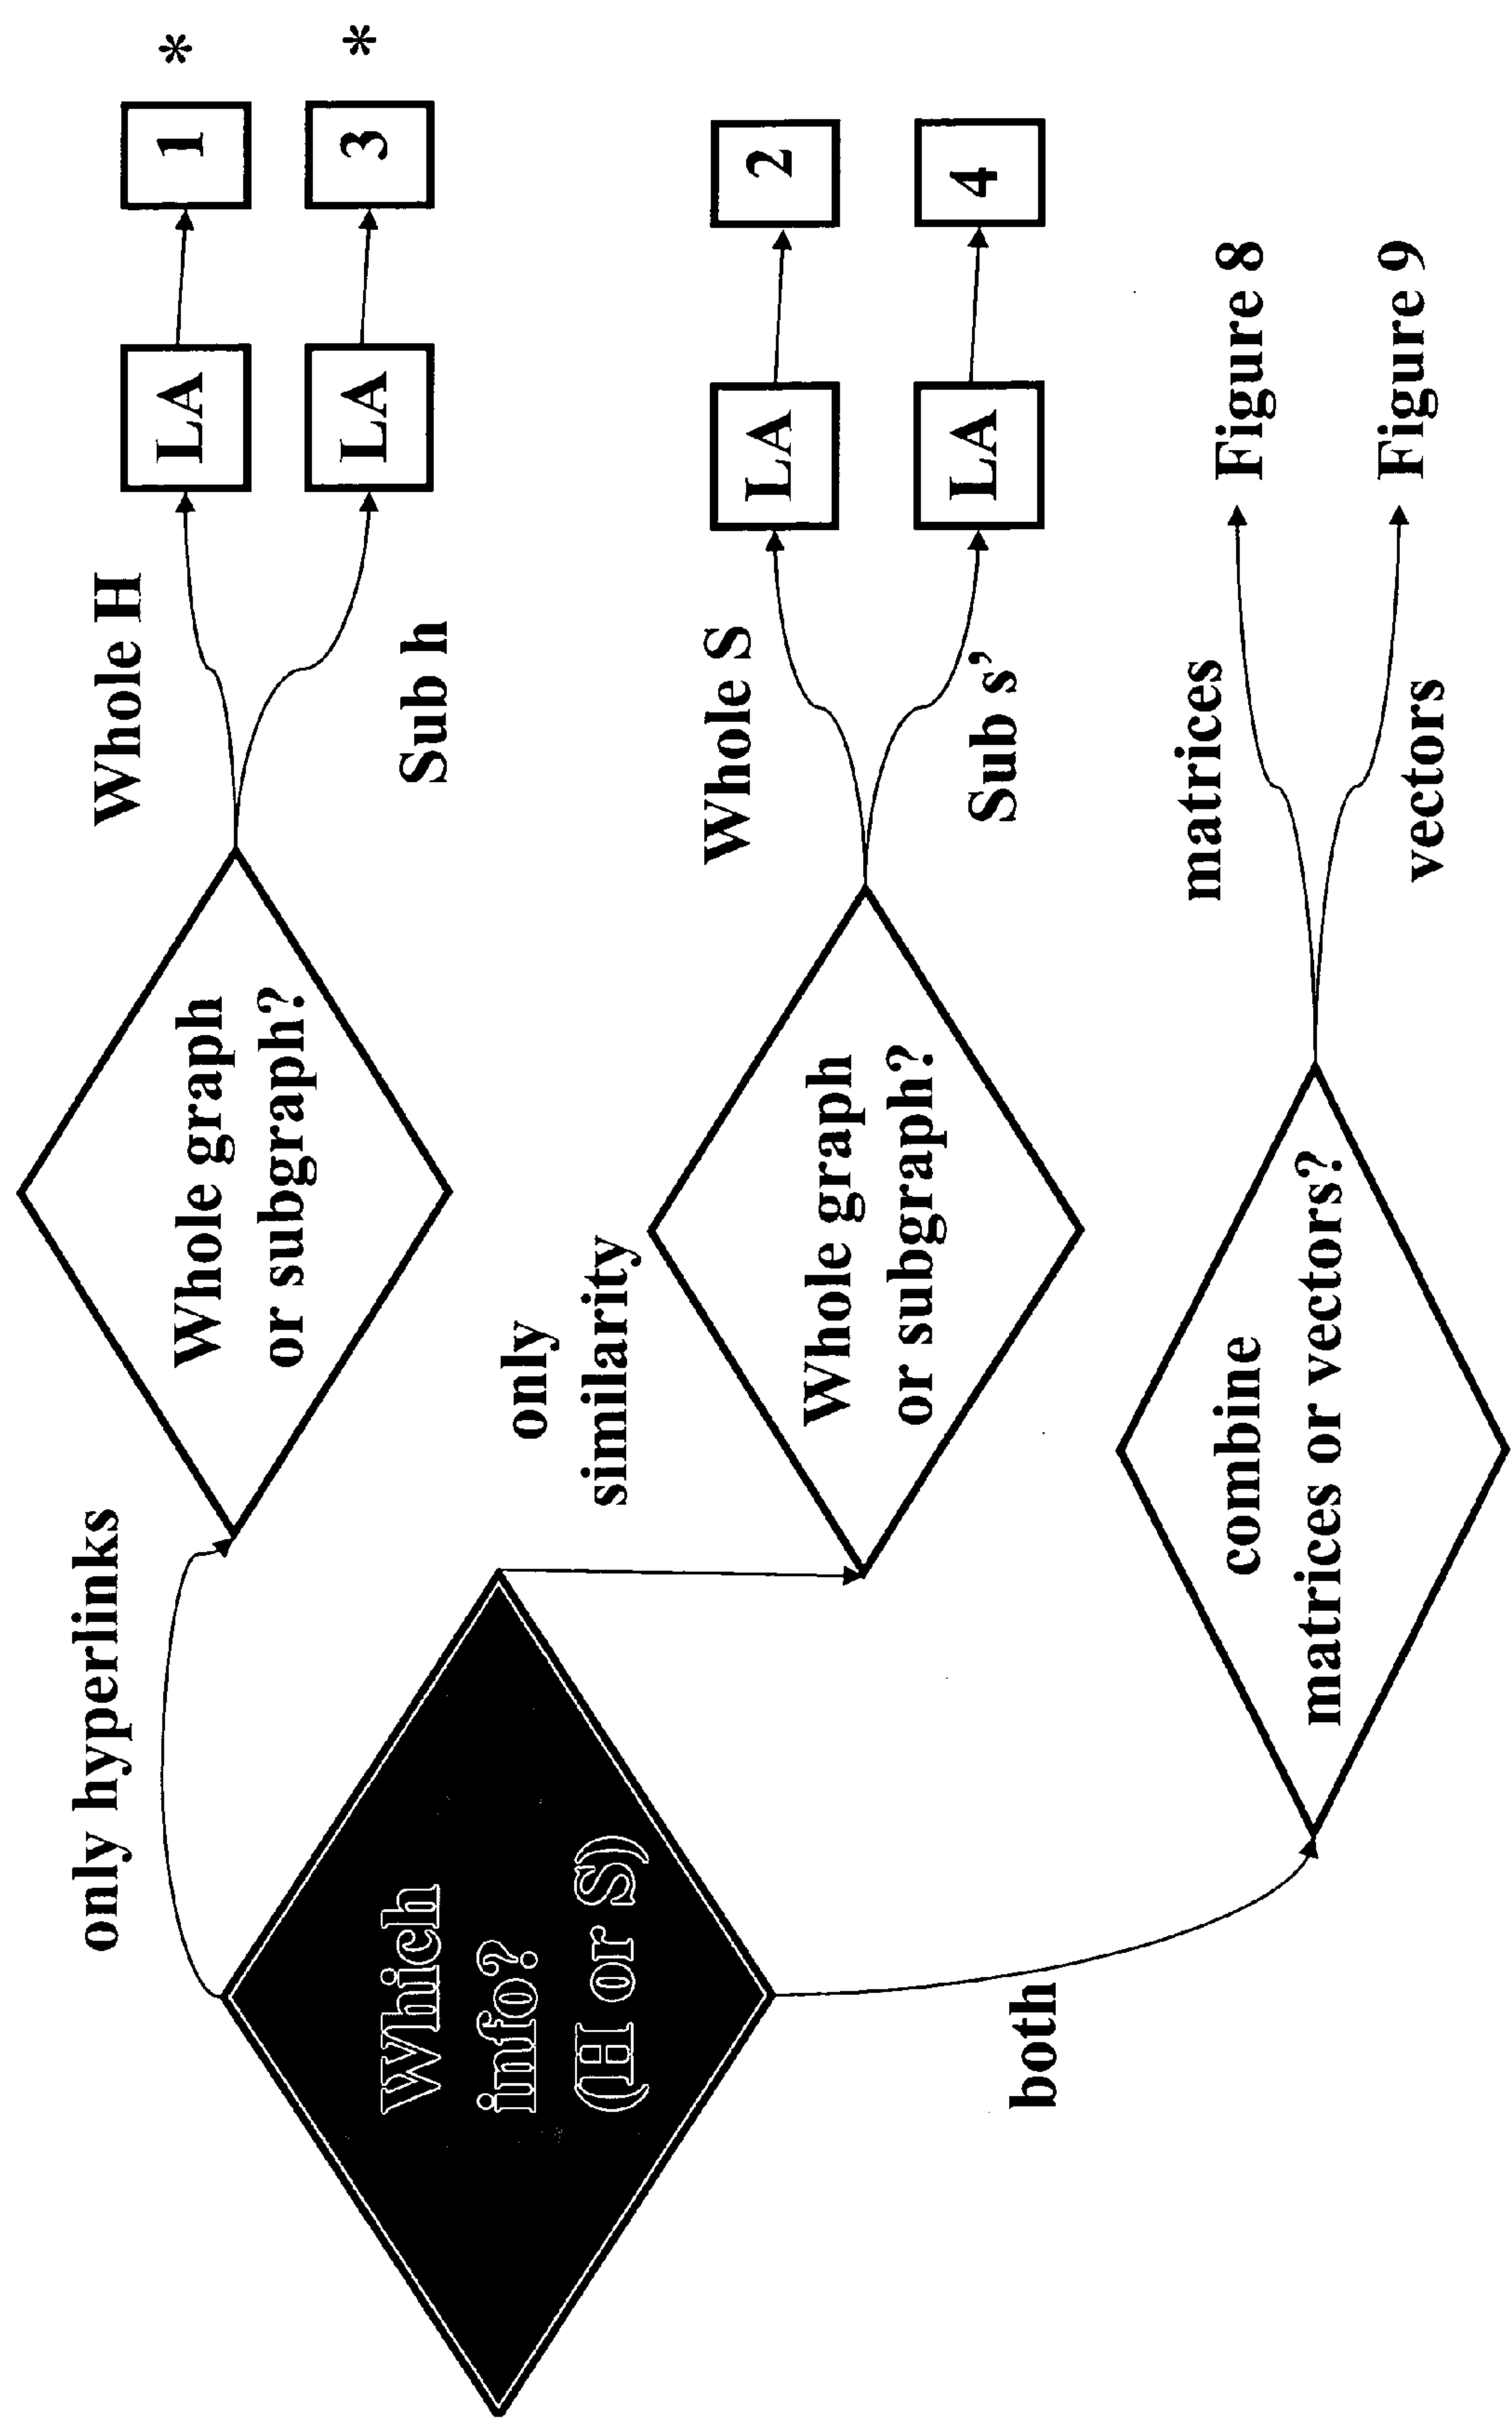 only hyperlinks
Which
info?
(H or S)
both
Whole graph
or subgraph?
Whole H
LA
1
*
Sub h
LA
3
*
only
similarity
Whole graph
or subgraph?
Whole S
LA
2
Sub s’
LA
4
combine
matrices or vectors?
matrices
Figure 8
vectors
Figure 9